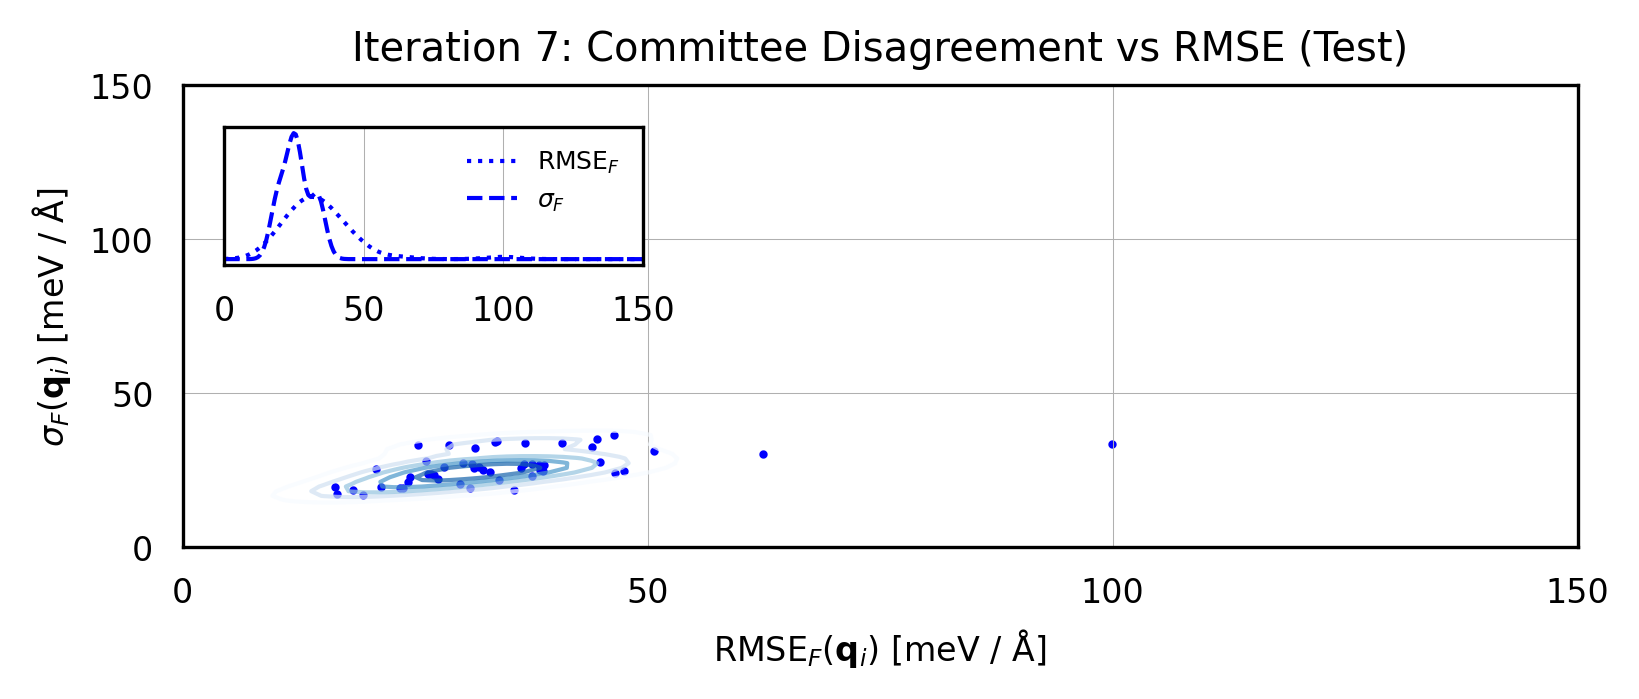 Iteration 7: Committee Disagreement vs RMSE (Test)
150
100
50
0
σF(qi) [meV / Å]
RMSEF
σF
0 50 100 150
0 50 100 150
RMSEF(qi) [meV / Å]